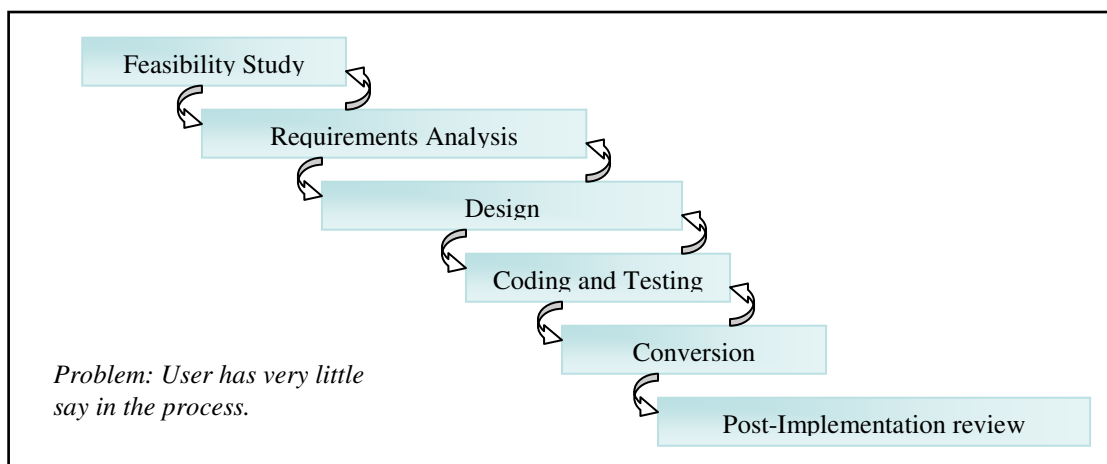 Feasibility Study
Requirements Analysis
Design
Coding and Testing
Conversion
Problem: User has very little
say in the process.
Post-Implementation review